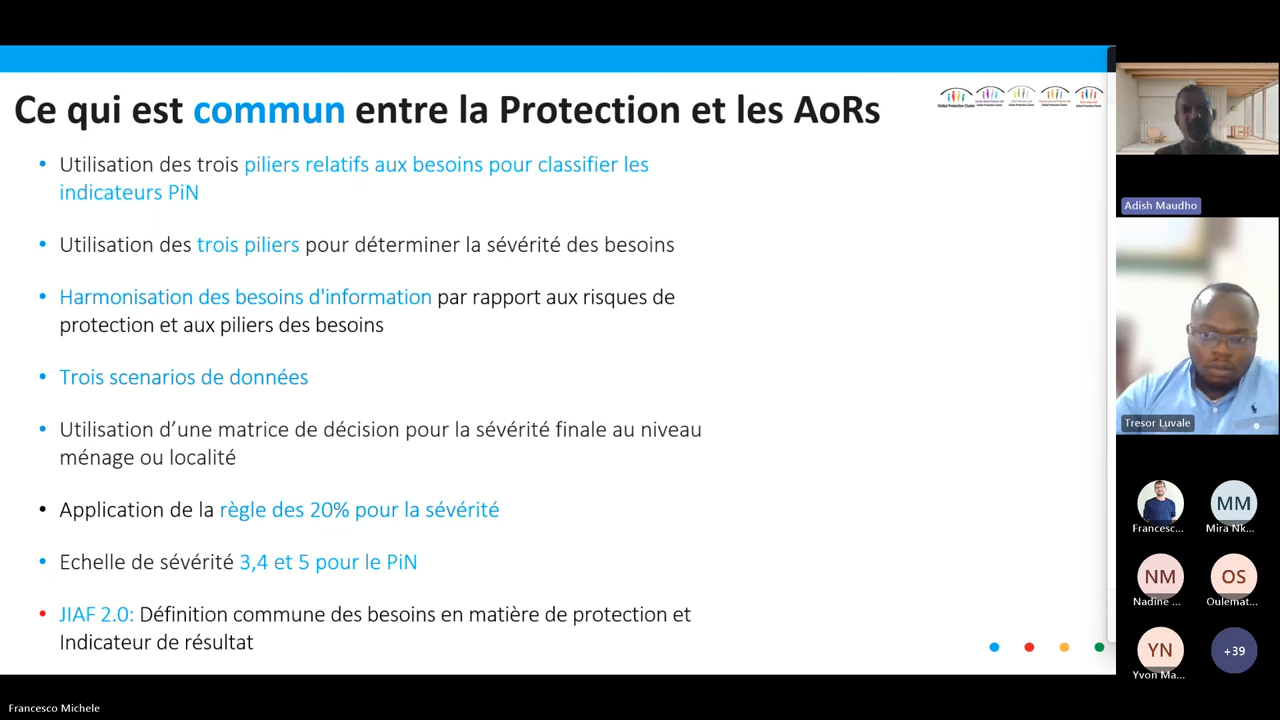 Ce qui est commun entre la Protection et les AoRs
Global Protection Cluster
• Utilisation des trois piliers relatifs aux besoins pour classifier les
indicateurs PiN
• Utilisation des trois piliers pour déterminer la sévérité des besoins
• Harmonisation des besoins d'information par rapport aux risques de
protection et aux piliers des besoins
• Trois scenarios de données
• Utilisation d’une matrice de décision pour la sévérité finale au niveau
ménage ou localité
• Application de la règle des 20% pour la sévérité
• Echelle de sévérité 3,4 et 5 pour le PiN
• JIAF 2.0: Définition commune des besoins en matière de protection et
Indicateur de résultat
Adish Maudho
Tresor Luvale
Francesc...
MM
Mira Nk...
NM
Nadine ...
OS
Oulemat...
YN
Yvon Ma...
+39
Francesco Michele